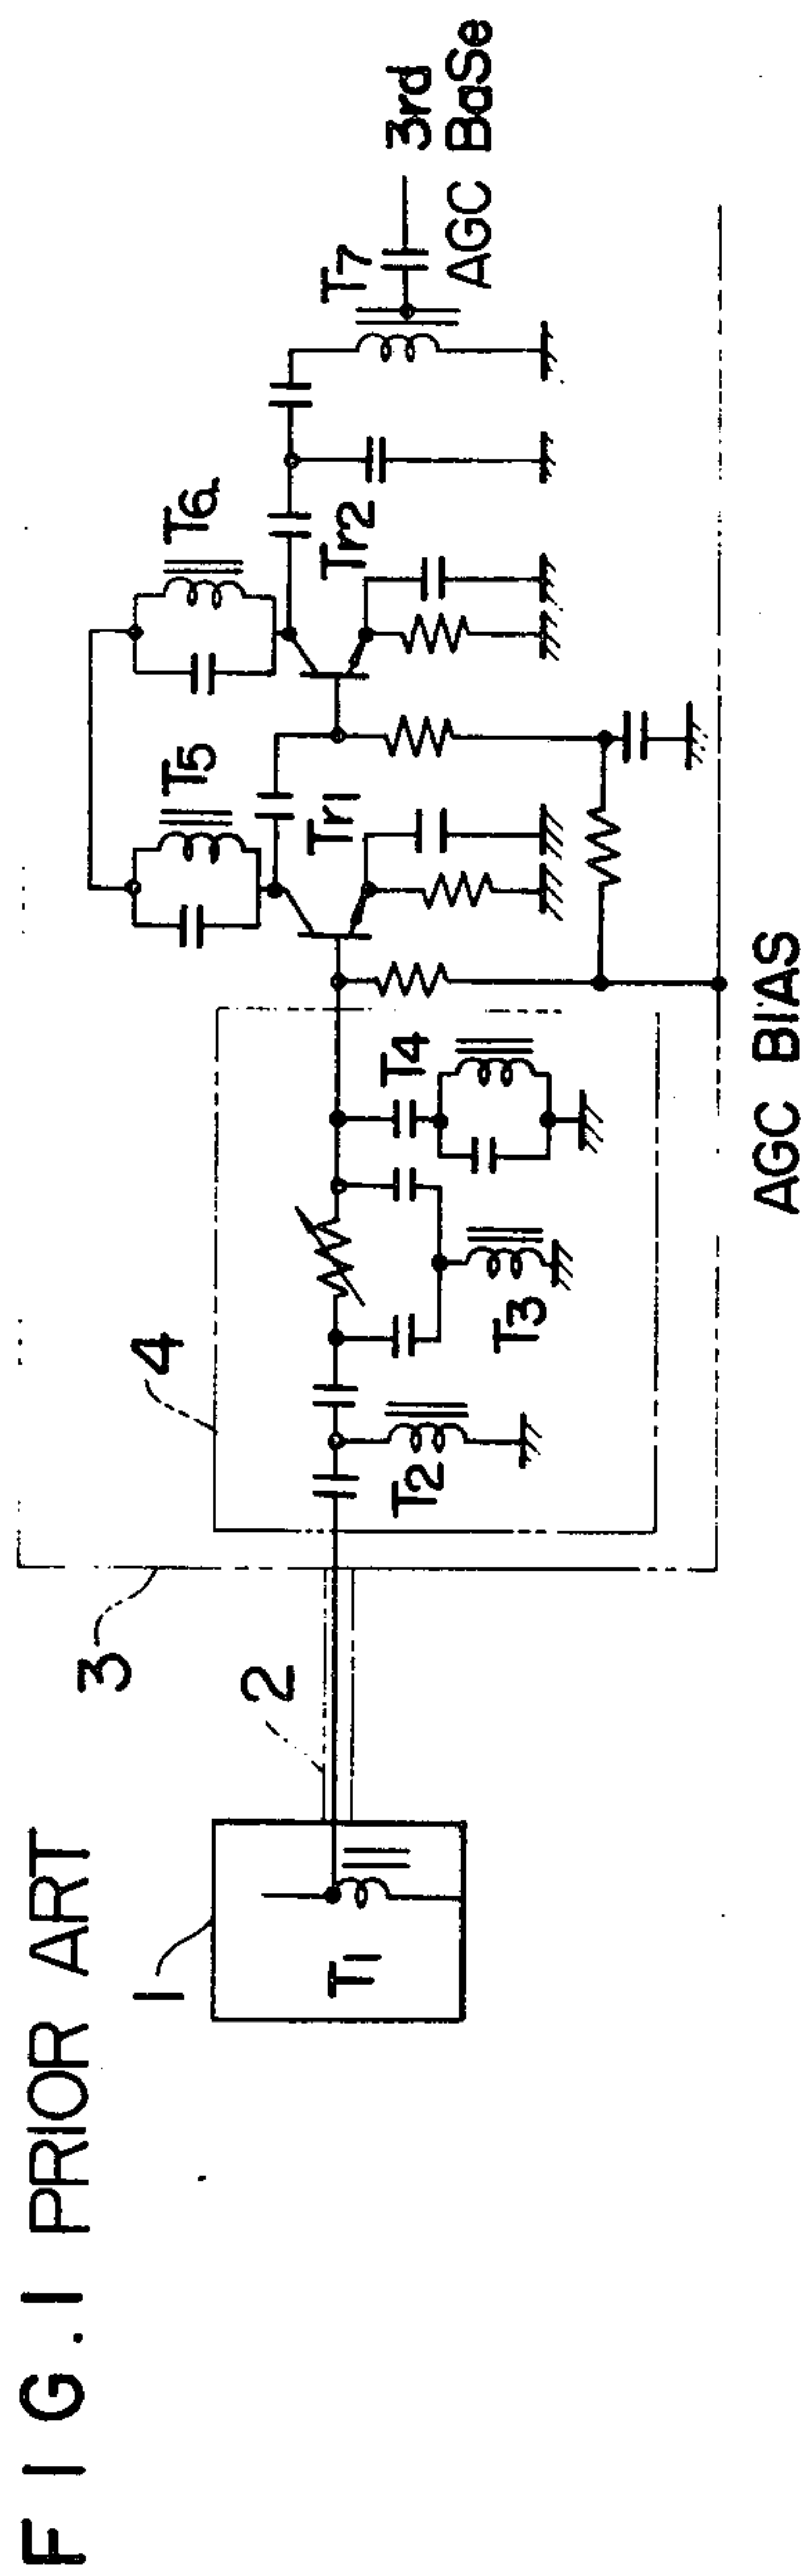 FIG.1 PRIOR ART
1
T1
2
3
4
T2
T3
T4
T5
Tr1
T6
Tr2
T7
3rd
AGC BaSe
AGC BIAS